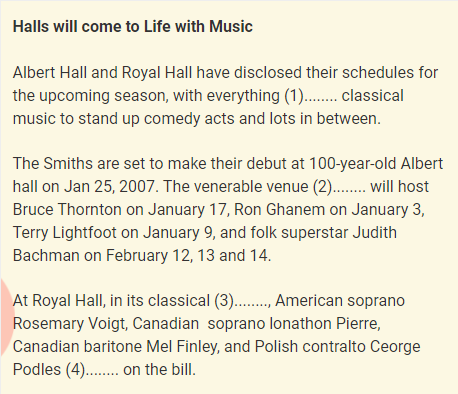 Halls will come to Life with Music
Albert Hall and Royal Hall have disclosed their schedules for
the upcoming season, with everything (1)........ classical
music to stand up comedy acts and lots in between.
The Smiths are set to make their debut at 100-year-old Albert
hall on Jan 25, 2007. The venerable venue (2)........ will host
Bruce Thornton on January 17, Ron Ghanem on January 3,
Terry Lightfoot on January 9, and folk superstar Judith
Bachman on February 12, 13 and 14.
At Royal Hall, in its classical (3)........, American soprano
Rosemary Voigt, Canadian  soprano Ionathon Pierre,
Canadian baritone Mel Finley, and Polish contralto Ceorge
Podles (4)........ on the bill.